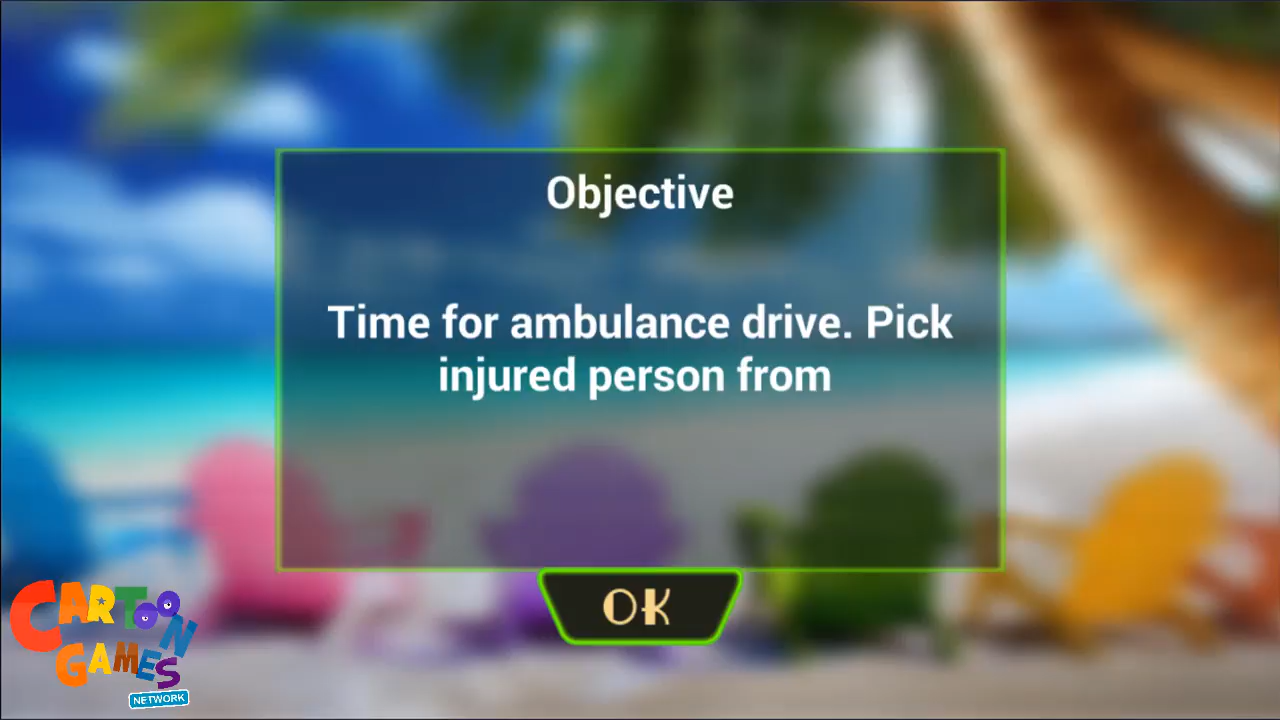 Objective
Time for ambulance drive. Pick
injured person from
OK
CARTOON
GAMES
NETWORK